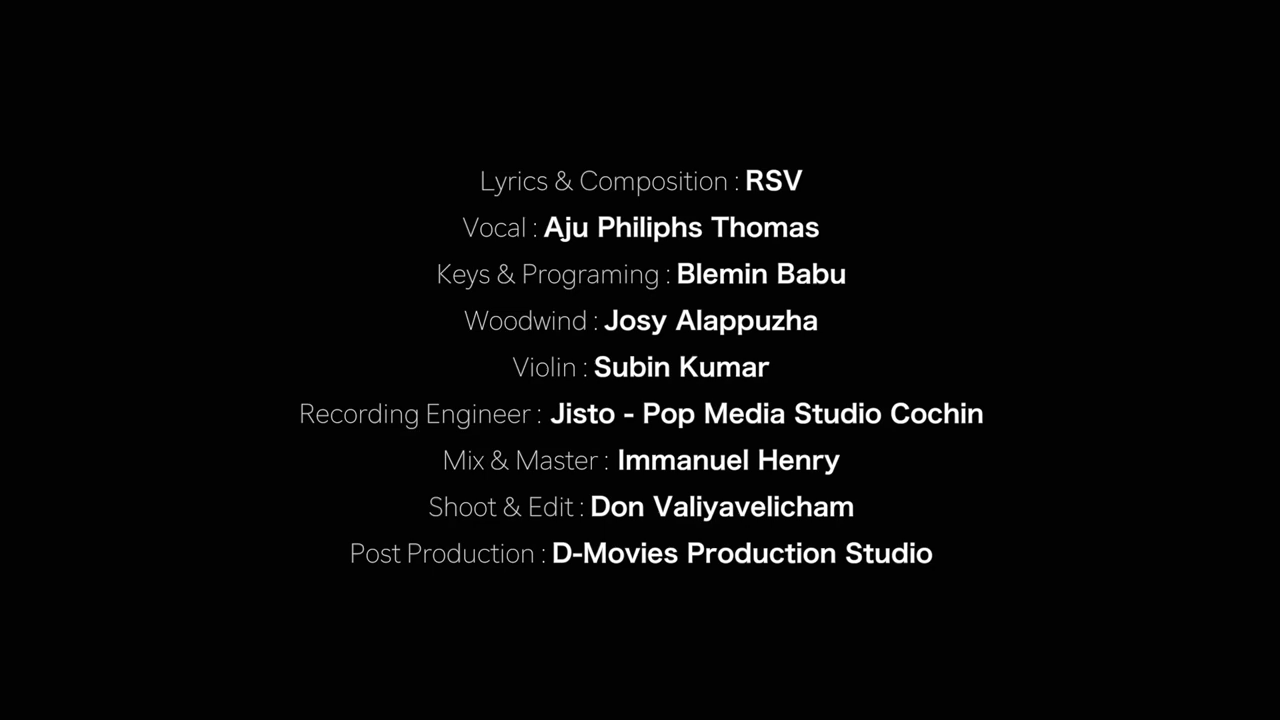 Lyrics & Composition : RSV
Vocal : Aju Philiphs Thomas
Keys & Programing : Blemin Babu
Woodwind : Josy Alappuzha
Violin : Subin Kumar
Recording Engineer : Jisto - Pop Media Studio Cochin
Mix & Master : Immanuel Henry
Shoot & Edit : Don Valiyavelicham
Post Production : D-Movies Production Studio